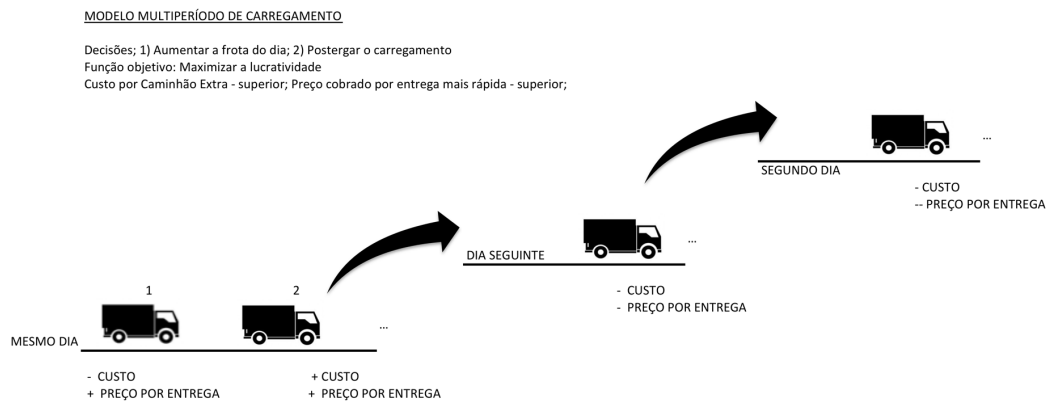 MODELO MULTIPERÍODO DE CARREGAMENTO
Decisões; 1) Aumentar a frota do dia; 2) Postergar o carregamento
Função objetivo: Maximizar a lucratividade
Custo por Caminhão Extra - superior; Preço cobrado por entrega mais rápida - superior;
...
SEGUNDO DIA
- CUSTO
-- PREÇO POR ENTREGA
...
DIA SEGUINTE
- CUSTO
- PREÇO POR ENTREGA
1
2
...
MESMO DIA
- CUSTO
+ PREÇO POR ENTREGA
+ CUSTO
+ PREÇO POR ENTREGA